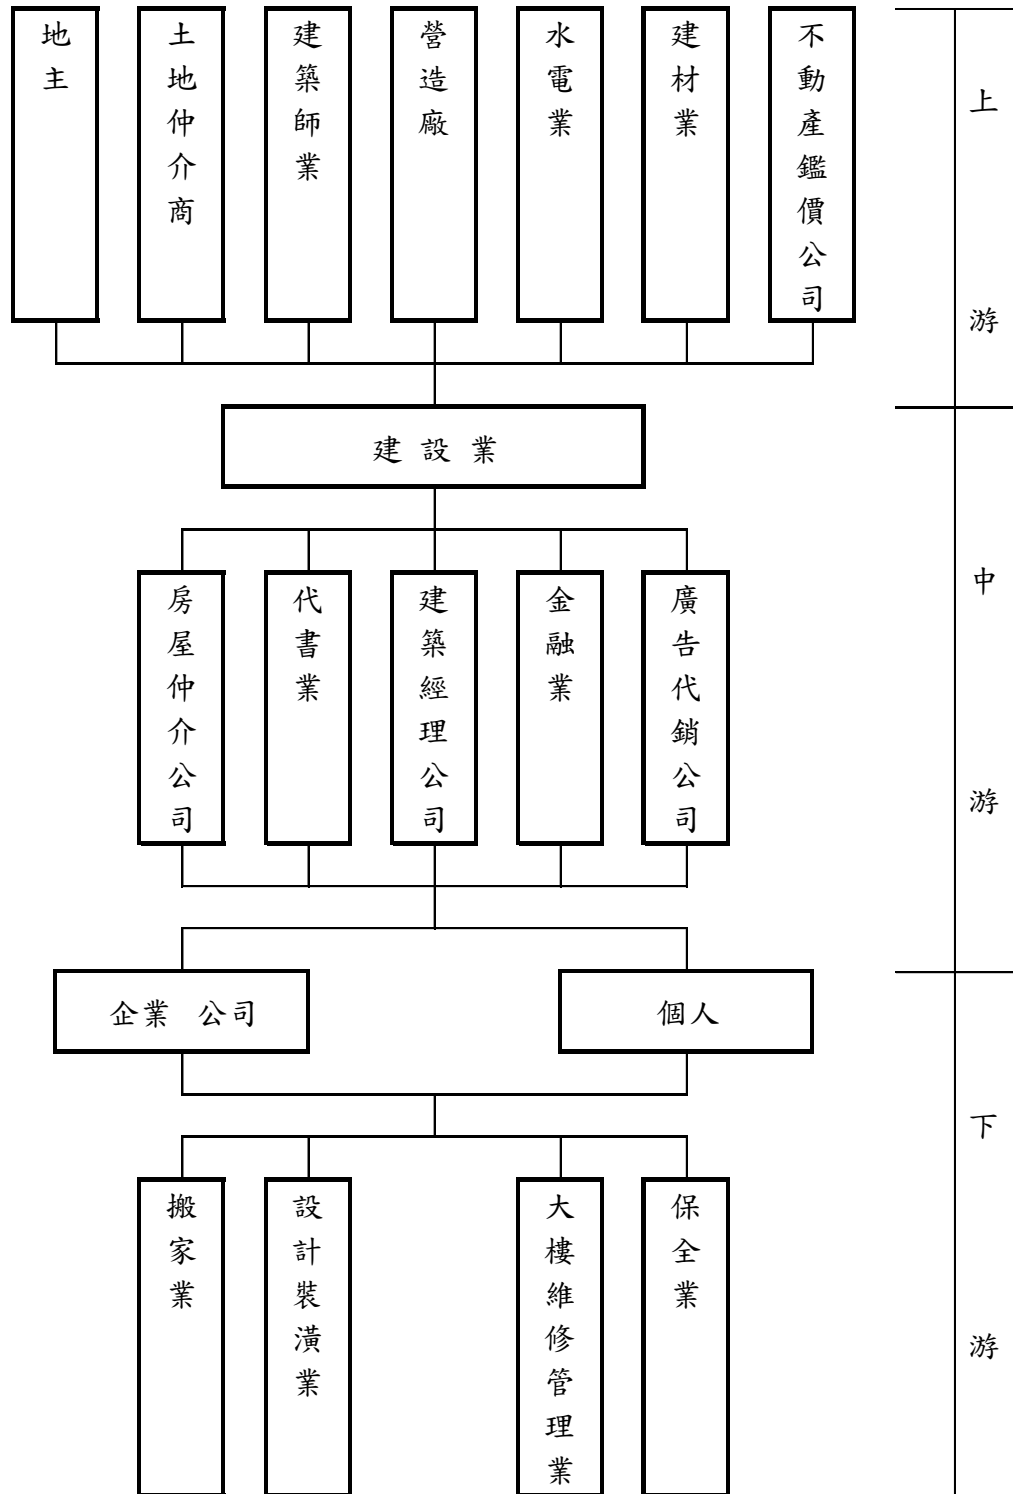 地主
土地仲介商
建築師業
營造廠
水電業
建材業
不動產鑑價公司
上游
建設業
房屋仲介公司
代書業
建築經理公司
金融業
廣告代銷公司
中游
企業 公司
個人
搬家業
設計裝潢業
大樓維修管理業
保全業
下游